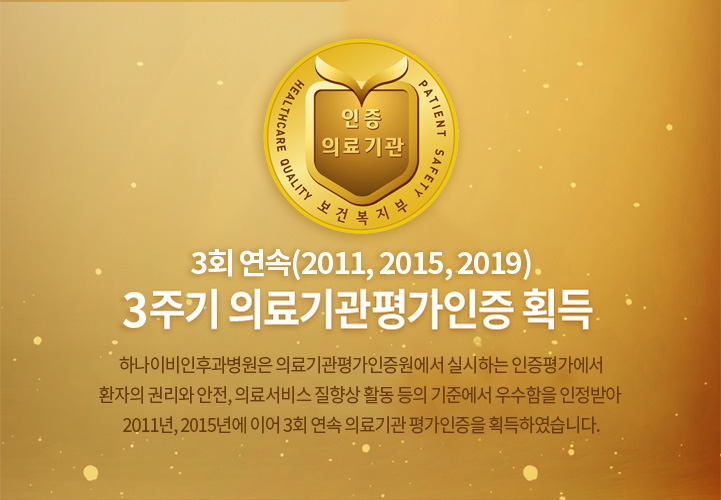 HEALTHCARE QUALITY
PATIENT SAFETY
인증
의료기관
보건복지부
3회 연속(2011, 2015, 2019)
3주기 의료기관평가인증 획득
하나이비인후과병원은 의료기관평가인증원에서 실시하는 인증평가에서
환자의 권리와 안전, 의료서비스 질향상 활동 등의 기준에서 우수함을 인정받아
2011년, 2015년에 이어 3회 연속 의료기관 평가인증을 획득하였습니다.